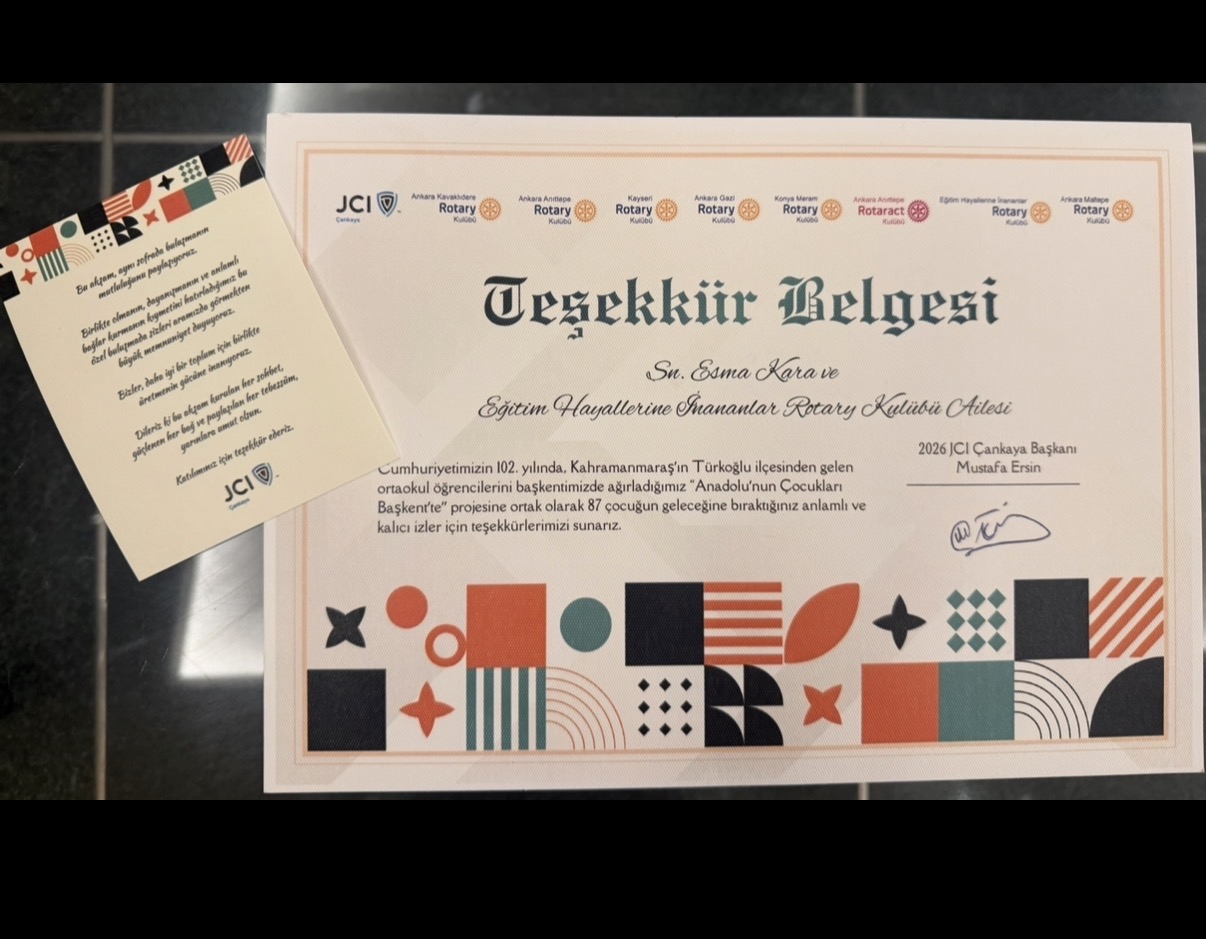 Bu akşam, aynı sofrada buluşmanın
mutluluğunu paylaşıyoruz.
Birlikte olmanın, dayanışmanın ve anlamlı
bağlar kurmanın kıymetini hatırladığımız bu
özel buluşmada sizleri aramızda görmekten
büyük memnuniyet duyuyoruz.
Bizler, daha iyi bir toplum için birlikte
üretmenin gücüne inanıyoruz.
Dileriz ki bu akşam kurulan her sohbet,
güçlenen her bağ ve paylaşılan her tebessüm,
yarınlara umut olsun.
Katılımınız için teşekkür ederiz.
JCI
Çankaya
JCI
Çankaya
Ankara Kavaklıdere
Rotary
Kulübü
Ankara Anıttepe
Rotary
Kulübü
Kayseri
Rotary
Kulübü
Ankara Gazi
Rotary
Kulübü
Konya Meram
Rotary
Kulübü
Ankara Anıttepe
Rotaract
Kulübü
Eğitim Hayallerine İnananlar
Rotary
Kulübü
Ankara Maltepe
Rotary
Kulübü
Teşekkür Belgesi
Sn. Esma Kara ve
Eğitim Hayallerine İnananlar Rotary Kulübü Ailesi
Cumhuriyetimizin 102. yılında, Kahramanmaraş'ın Türkoğlu ilçesinden gelen
ortaokul öğrencilerini başkentimizde ağırladığımız “Anadolu'nun Çocukları
Başkent'te” projesine ortak olarak 87 çocuğun geleceğine bıraktığınız anlamlı ve
kalıcı izler için teşekkürlerimizi sunarız.
2026 JCI Çankaya Başkanı
Mustafa Ersin